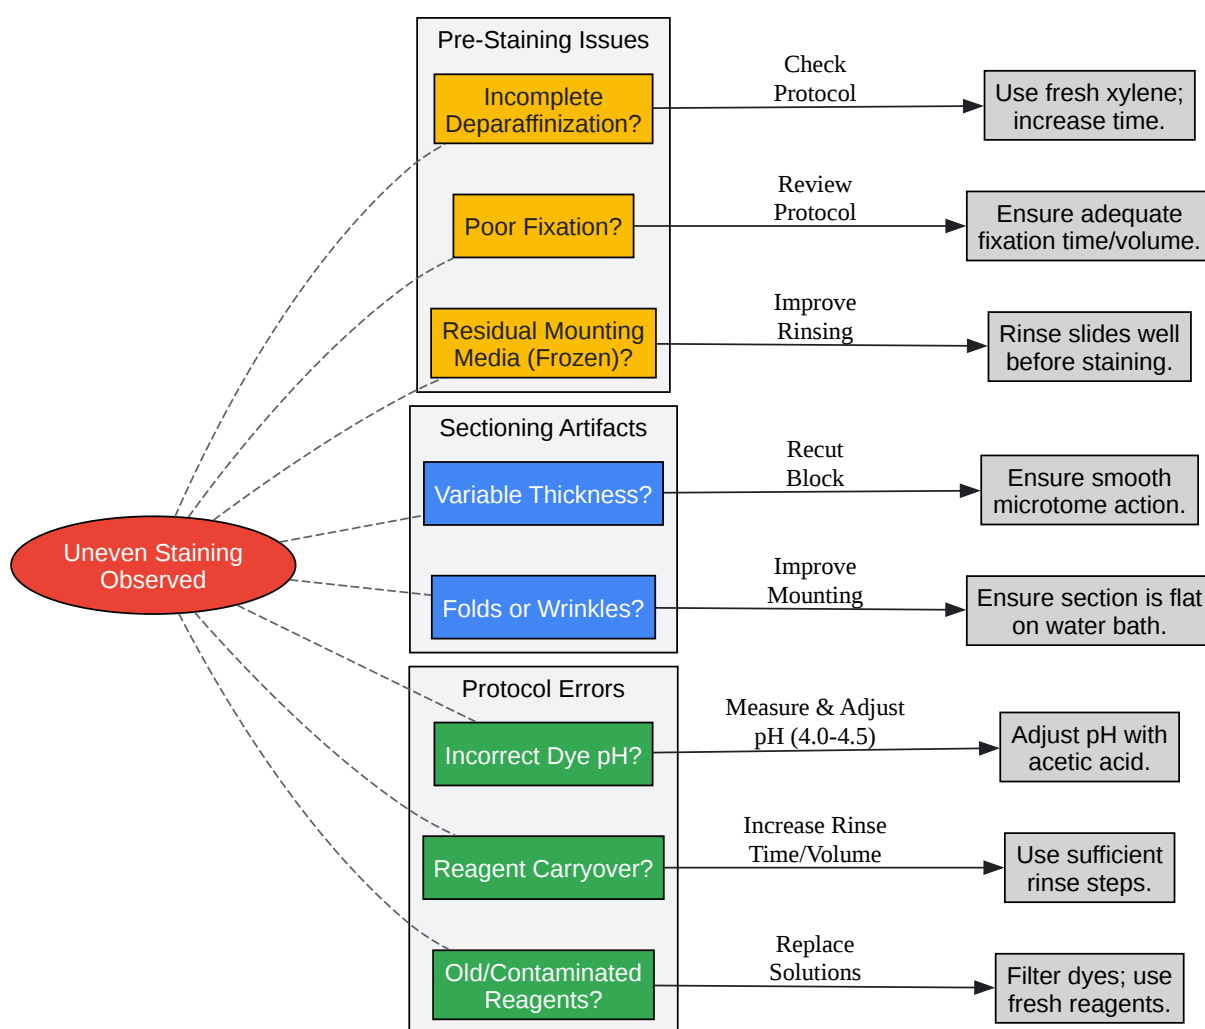 Pre-Staining Issues
Incomplete
Deparaffinization?
Check
Protocol
Use fresh xylene;
increase time.
Poor Fixation?
Review
Protocol
Ensure adequate
fixation time/volume.
Residual Mounting
Media (Frozen)?
Improve
Rinsing
Rinse slides well
before staining.
Uneven Staining
Observed
Sectioning Artifacts
Variable Thickness?
Recut
Block
Ensure smooth
microtome action.
Folds or Wrinkles?
Improve
Mounting
Ensure section is flat
on water bath.
Protocol Errors
Incorrect Dye pH?
Measure & Adjust
pH (4.0-4.5)
Adjust pH with
acetic acid.
Reagent Carryover?
Increase Rinse
Time/Volume
Use sufficient
rinse steps.
Old/Contaminated
Reagents?
Replace
Solutions
Filter dyes; use
fresh reagents.